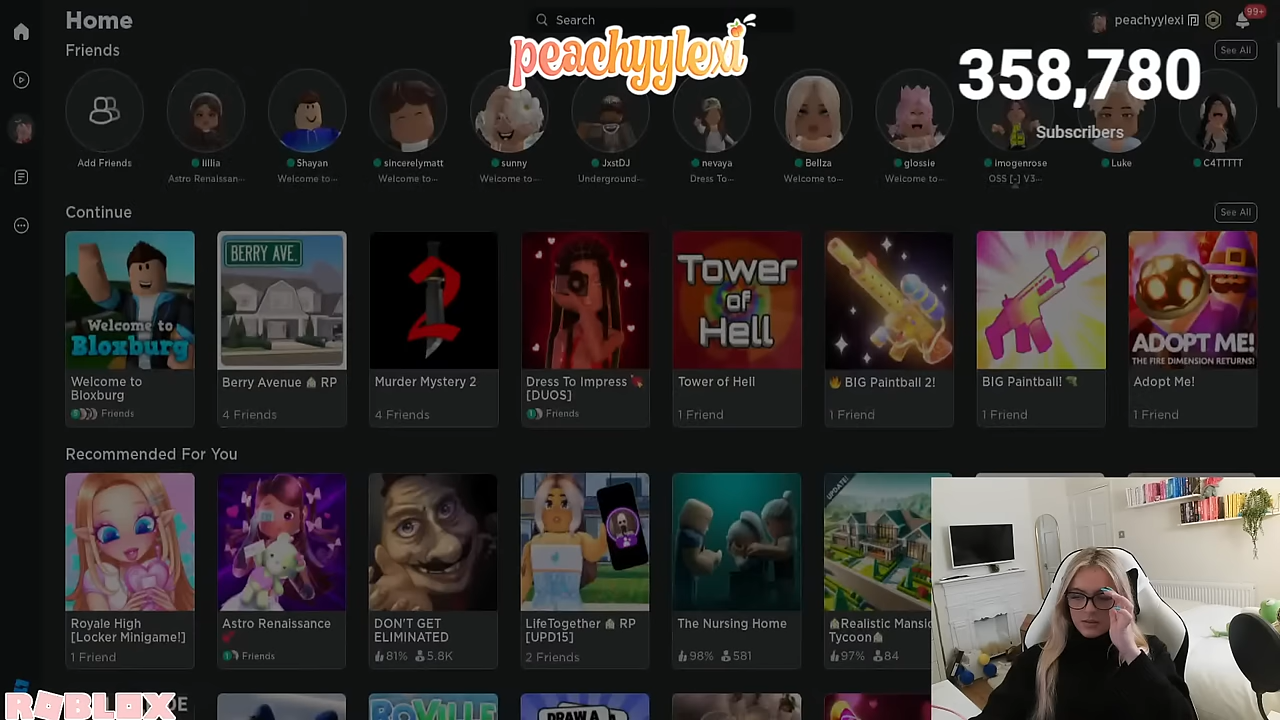 Home
Search
peachyylexi
99+
Friends
See All
peachyylexi
358,780
Subscribers
Add Friends
lillia
Shayan
sincerelymatt
sunny
JxstDJ
nevaya
Bellza
glossie
imogenrose
Luke
C4TTTTT
Astro Renaissan...
Welcome to...
Welcome to...
Underground...
Dress To...
Welcome to...
Welcome to...
OSS [-] V3...
Continue
See All
BERRY AVE.
2
Tower
of
Hell
Welcome to
Bloxburg
ADOPT ME!
THE FIRE DIMENSION RETURNS!
Welcome to
Bloxburg
Friends
Berry Avenue RP
4 Friends
Murder Mystery 2
4 Friends
Dress To Impress
[DUOS]
Friends
Tower of Hell
1 Friend
BIG Paintball 2!
1 Friend
BIG Paintball!
1 Friend
Adopt Me!
1 Friend
Recommended For You
UPDATE!
Royale High
[Locker Minigame!]
1 Friend
Astro Renaissance
Friends
DON'T GET
ELIMINATED
81% 5.8K
LifeTogether RP
[UPD15]
2 Friends
The Nursing Home
98% 581
Realistic Mansio
Tycoon
97% 84
ROBLOX
ROVILLE
DRAW A